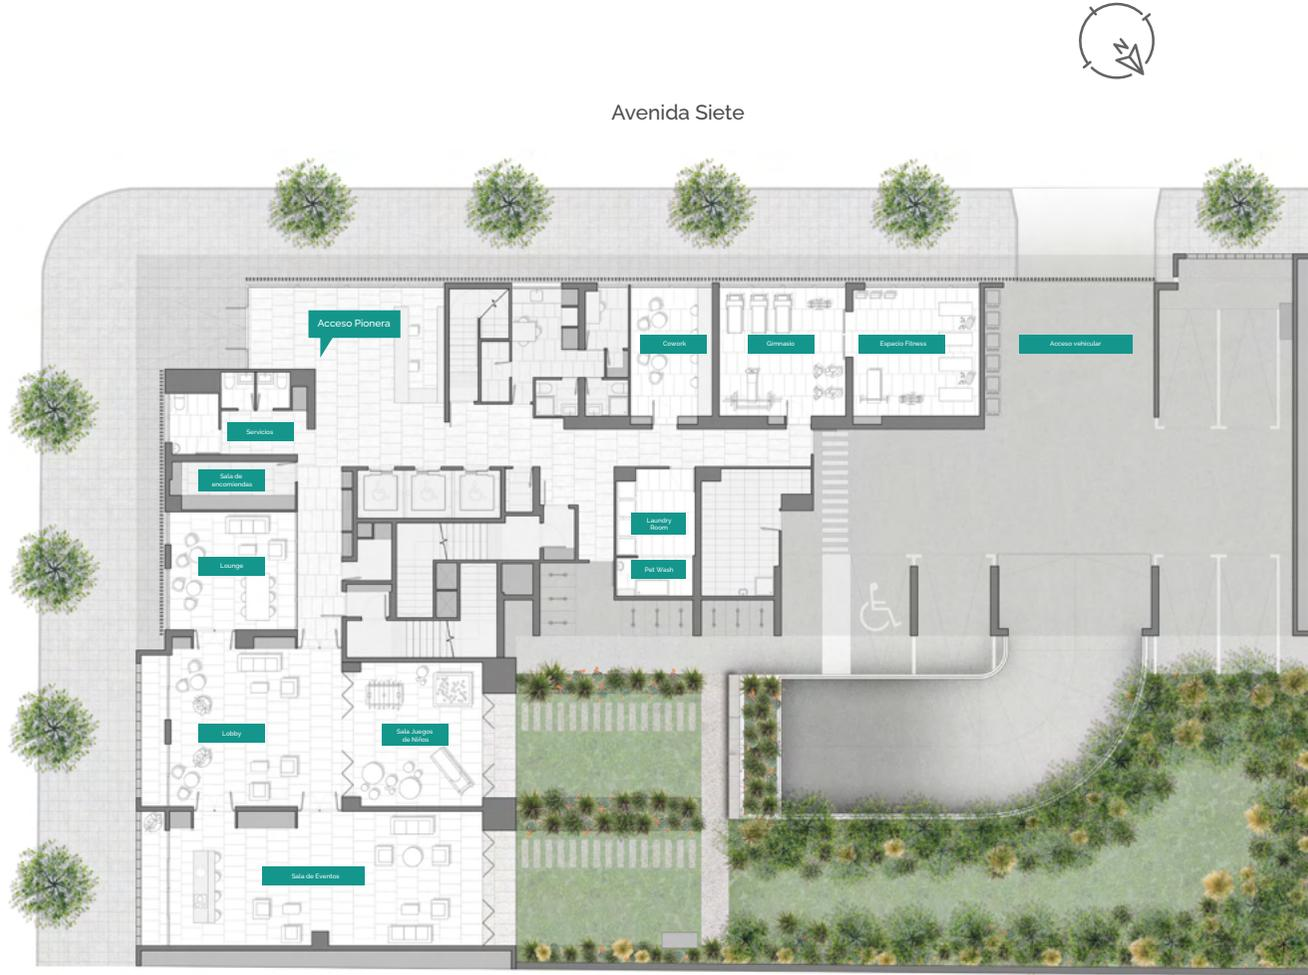 N
Avenida Siete
Acceso Pionera
Cowork
Gimnasio
Espacio Fitness
Acceso vehicular
Servicios
Sala de
encomiendas
Laundry
Room
Lounge
Pet Wash
Lobby
Sala Juegos
de Niños
Sala de Eventos